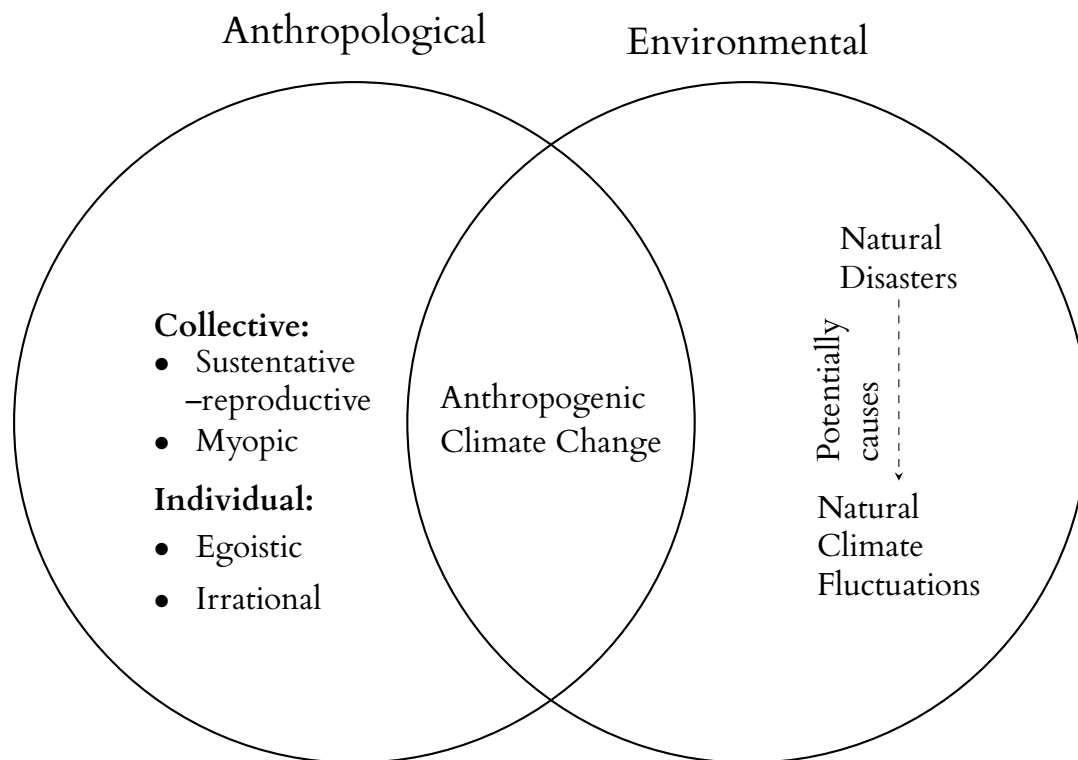 Anthropological
Environmental
Collective:
• Sustentative
–reproductive
• Myopic
Individual:
• Egoistic
• Irrational
Anthropogenic
Climate Change
Natural
Disasters
Potentially
causes
Natural
Climate
Fluctuations